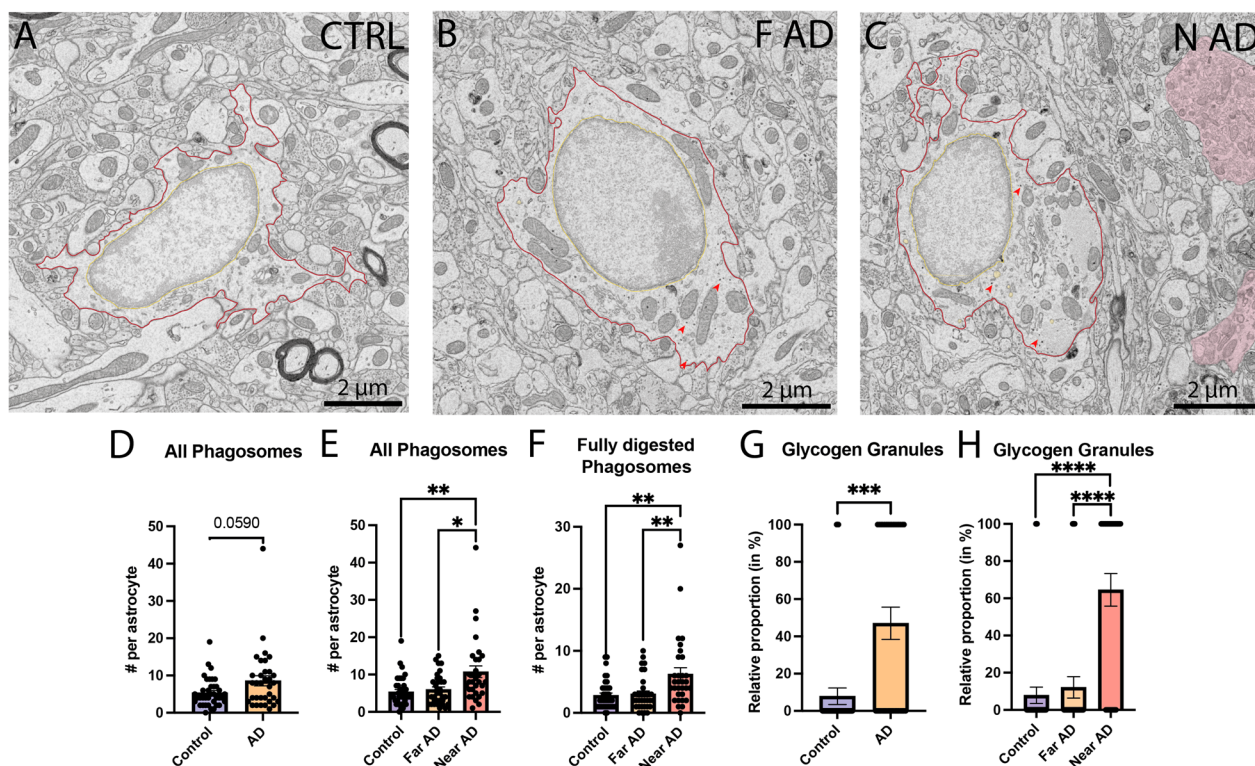 A
CTRL
B
F AD
C
N AD
2 µm
2 µm
2 µm
D
All Phagosomes
# per astrocyte
50
40
30
20
10
0
0.0590
Control
AD
E
All Phagosomes
# per astrocyte
50
40
30
20
10
0
**
*
Control
Far AD
Near AD
F
Fully digested
Phagosomes
# per astrocyte
30
20
10
0
**
**
Control
Far AD
Near AD
G
Glycogen Granules
Relative proportion (in %)
100
80
60
40
20
0
***
Control
AD
H
Glycogen Granules
Relative proportion (in %)
100
80
60
40
20
0
****
****
Control
Far AD
Near AD